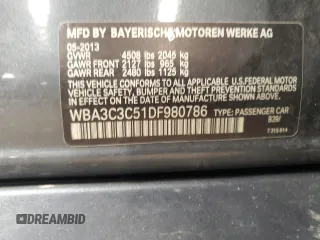 MFD BY BAYERISCHE MOTOREN WERKE AG
05-2013
GVWR 4508 lbs 2045 kg
GAWR FRONT 2127 lbs 965 kg
GAWR REAR 2480 lbs 1125 kg
THIS VEHICLE CONFORMS TO ALL APPLICABLE U.S. FEDERAL MOTOR
VEHICLE SAFETY, BUMPER, AND THEFT PREVENTION STANDARDS
IN EFFECT ON THE DATE OF MANUFACTURE SHOWN ABOVE.
WBA3C3C51DF980786 TYPE: PASSENGER CAR
DREAMBID